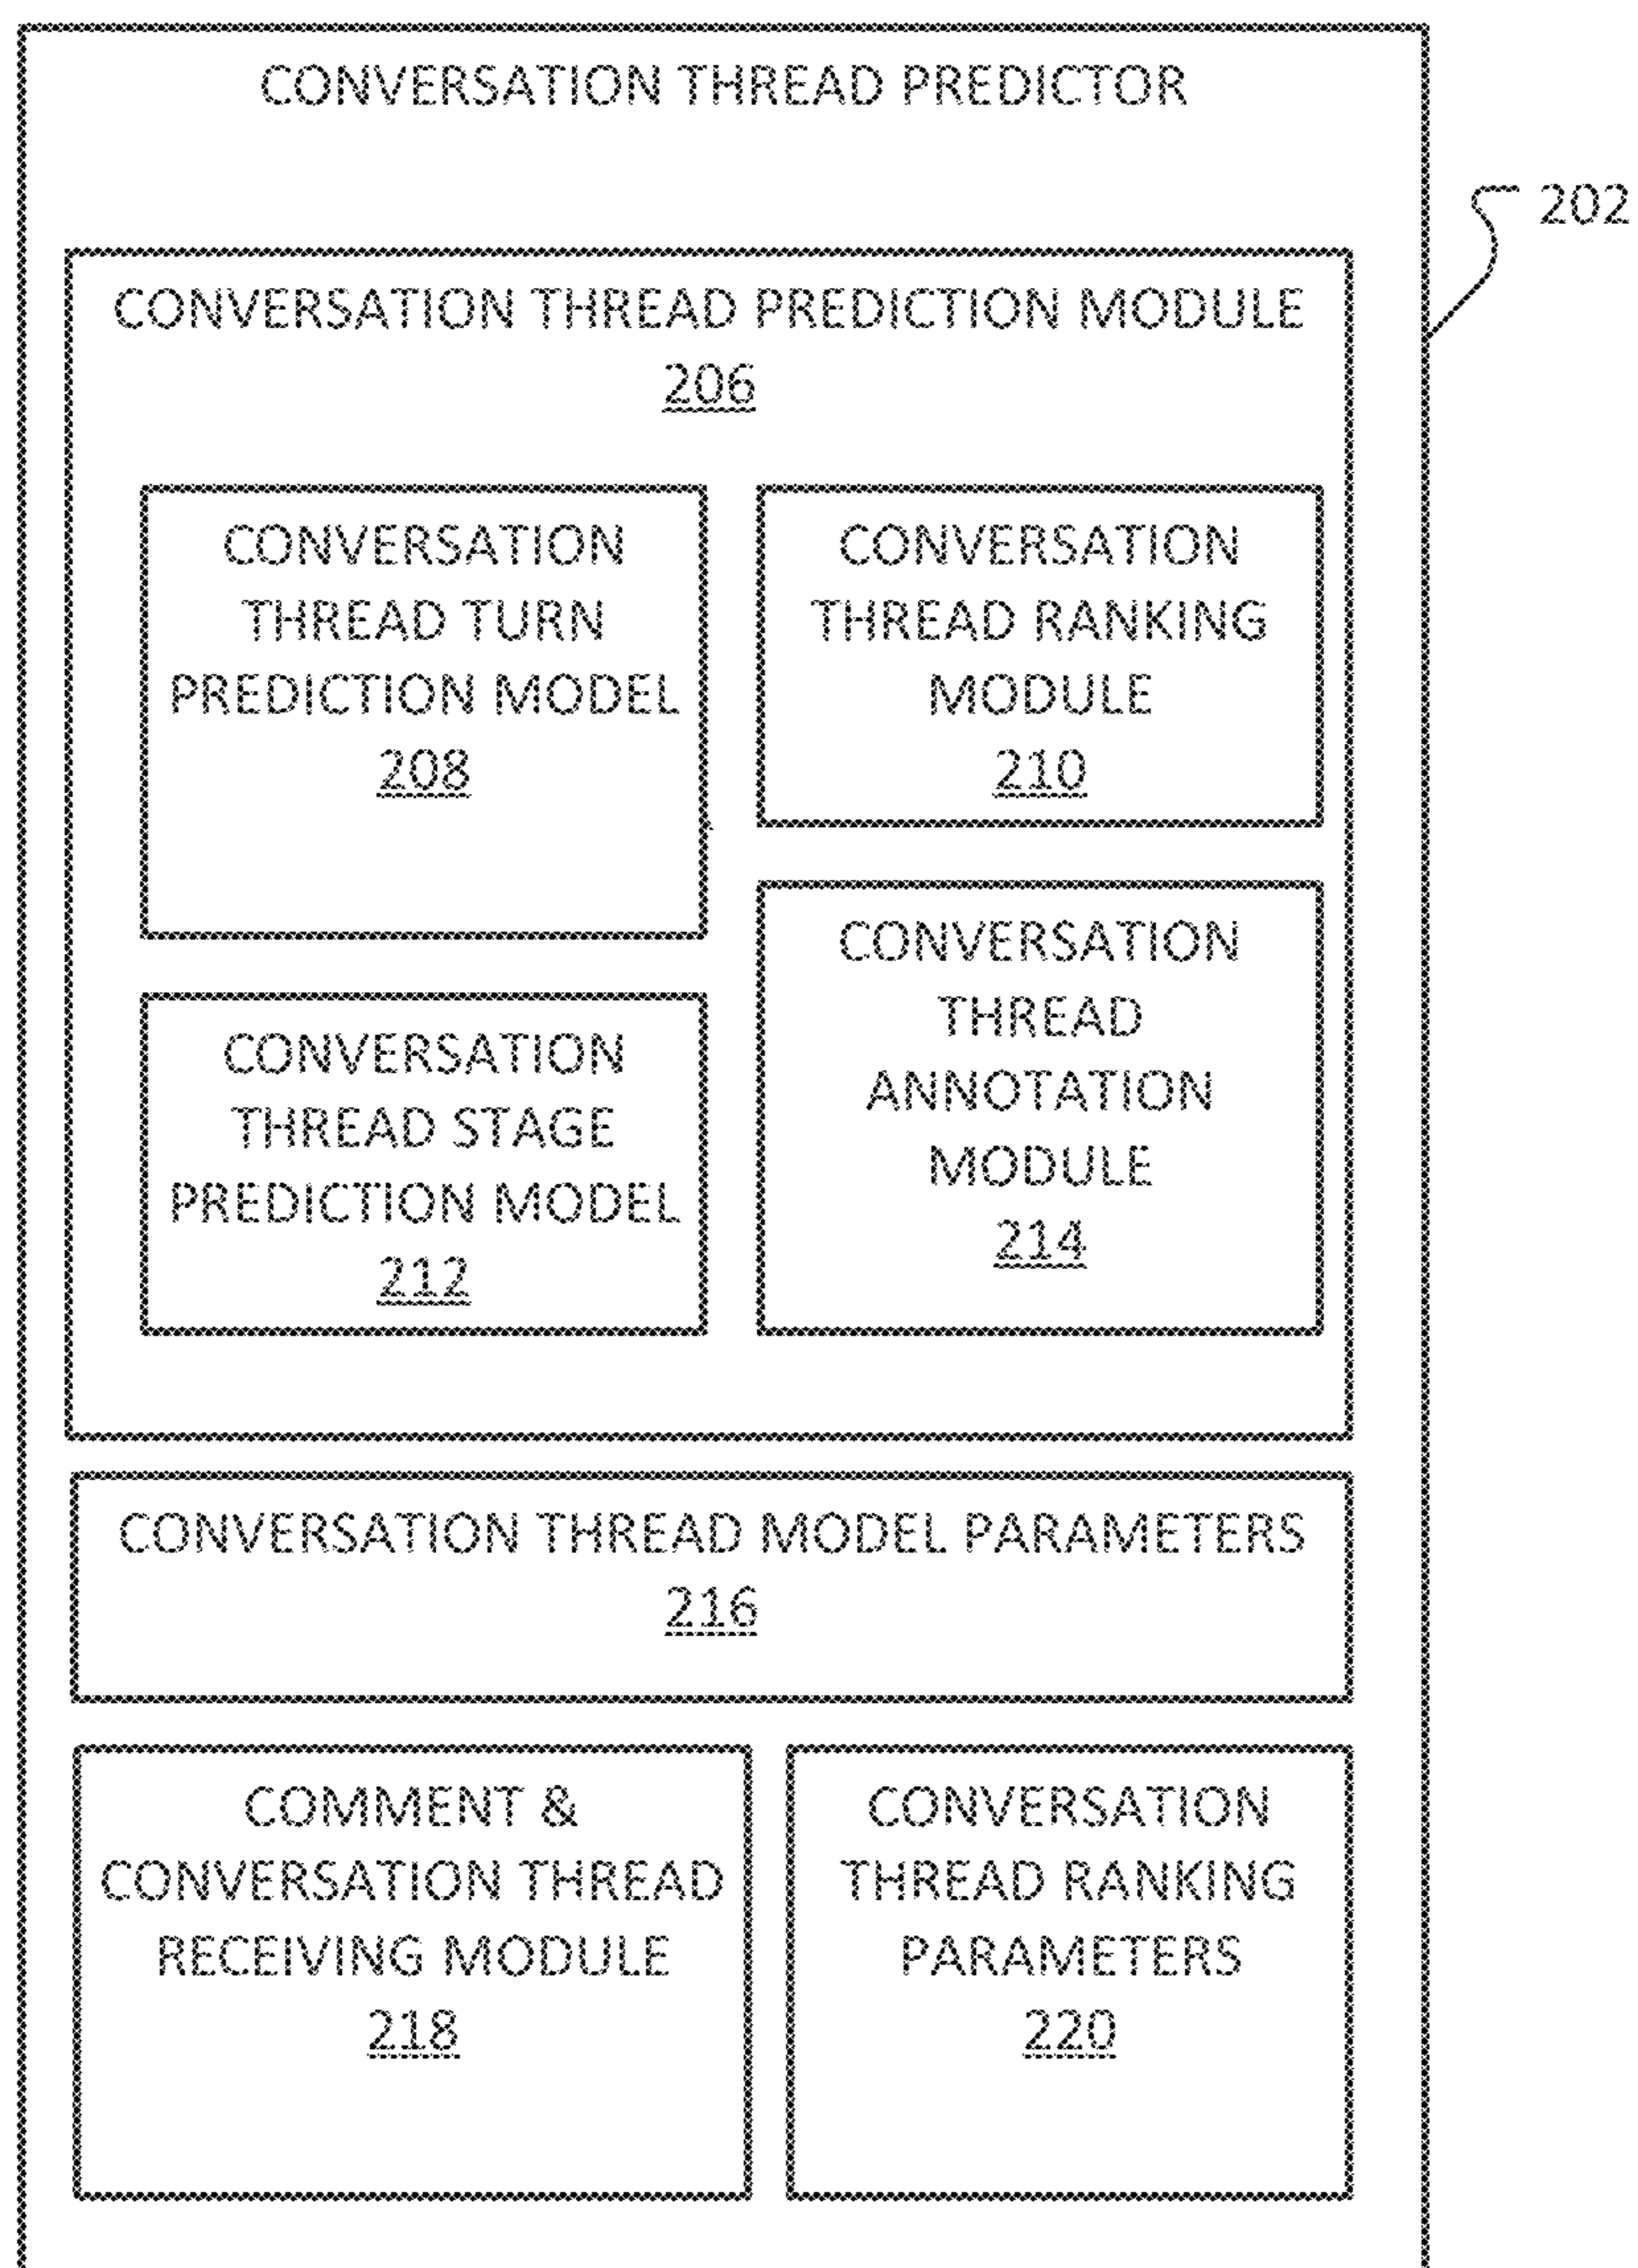 CONVERSATION THREAD PREDICTOR
202
CONVERSATION THREAD PREDICTION MODULE
206
CONVERSATION
THREAD TURN
PREDICTION MODEL
208
CONVERSATION
THREAD RANKING
MODULE
210
CONVERSATION
THREAD STAGE
PREDICTION MODEL
212
CONVERSATION
THREAD
ANNOTATION
MODULE
214
CONVERSATION THREAD MODEL PARAMETERS
216
COMMENT &
CONVERSATION THREAD
RECEIVING MODULE
218
CONVERSATION
THREAD RANKING
PARAMETERS
220